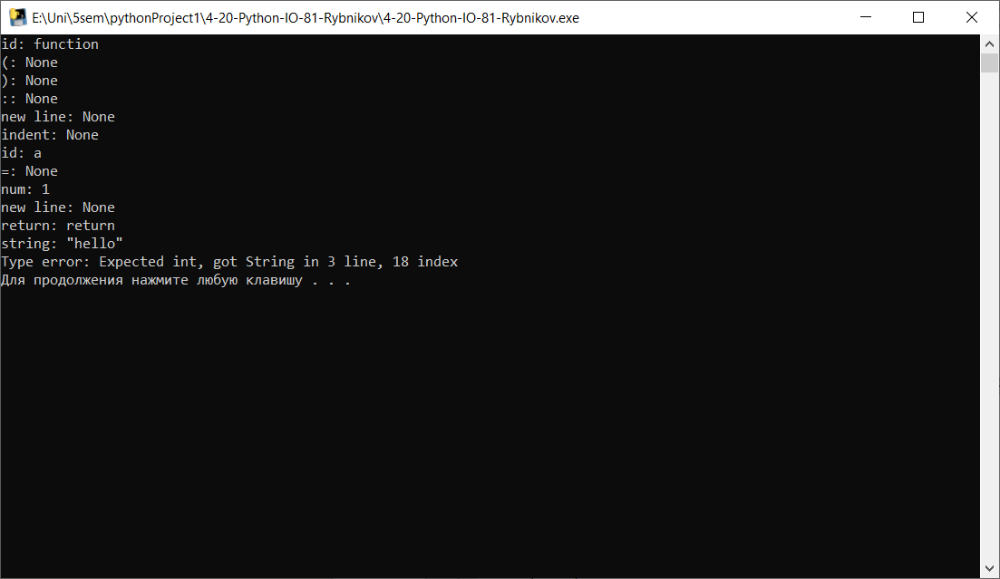 E:\Uni\5sem\pythonProject1\4-20-Python-IO-81-Rybnikov\4-20-Python-IO-81-Rybnikov.exe
id: function
(: None
): None
:: None
new line: None
indent: None
id: a
=: None
num: 1
new line: None
return: return
string: "hello"
Type error: Expected int, got String in 3 line, 18 index
Для продолжения нажмите любую клавишу . . .